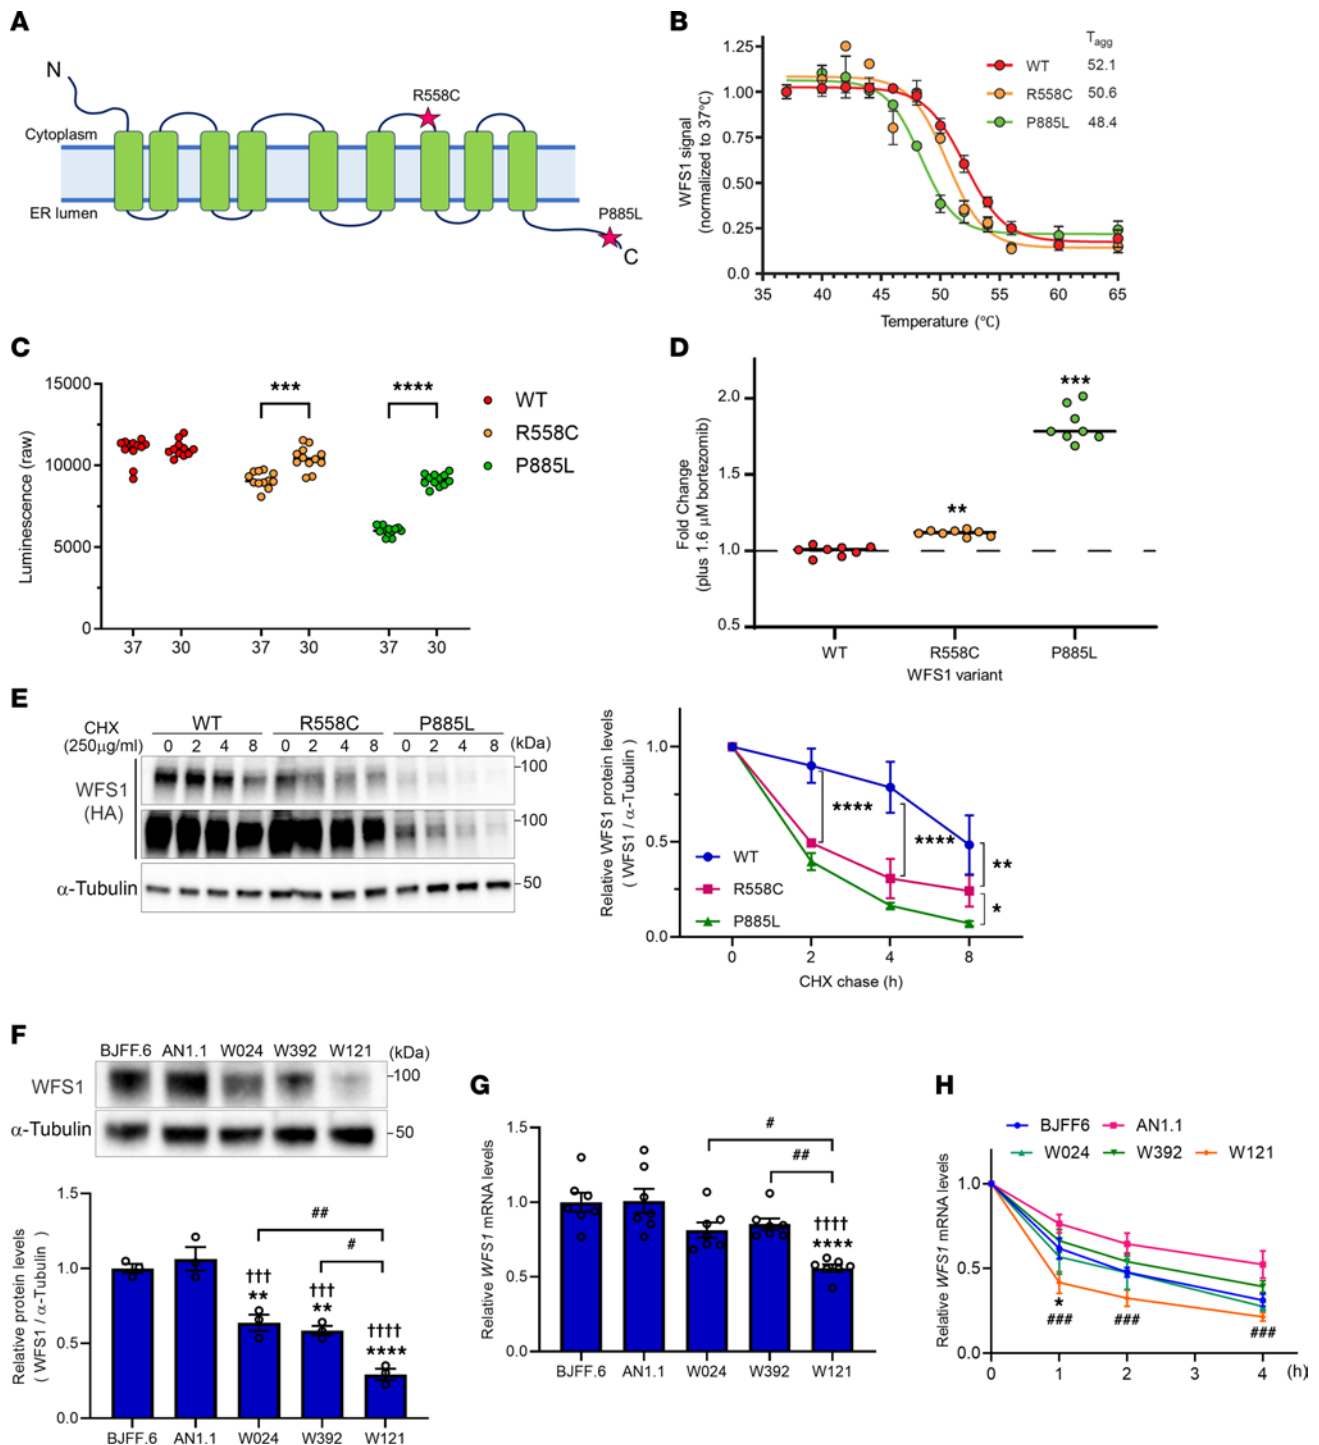 A
N
R558C
Cytoplasm
ER lumen
P885L
C
B
WFS1 signal
(normalized to 37°C)
1.25
1.00
0.75
0.50
0.25
0.0
35 40 45 50 55 60 65
Temperature (°C)
Tagg
WT 52.1
R558C 50.6
P885L 48.4
C
Luminescence (raw)
15000
10000
5000
0
*** ****
37 30 37 30 37 30
WT
R558C
P885L
D
Fold Change
(plus 1.6 μM bortezomib)
2.0
1.5
1.0
0.5
**
***
WT R558C P885L
WFS1 variant
E
CHX
(250μg/ml)
WT R558C P885L
0 2 4 8 0 2 4 8 0 2 4 8 (kDa)
WFS1
(HA)
-100
-100
α-Tubulin
-50
Relative WFS1 protein levels
( WFS1 / α-Tubulin )
1.0
0.5
0.0
****
****
**
*
WT
R558C
P885L
0 2 4 8
CHX chase (h)
F
BJFF.6 AN1.1 W024 W392 W121 (kDa)
WFS1
-100
α-Tubulin
-50
Relative protein levels
( WFS1 / α-Tubulin )
1.5
1.0
0.5
0.0
##
#
†††
**
†††
**
††††
****
BJFF.6 AN1.1 W024 W392 W121
G
Relative WFS1 mRNA levels
1.5
1.0
0.5
0.0
#
##
††††
****
BJFF.6 AN1.1 W024 W392 W121
H
BJFF6 AN1.1
W024 W392 W121
Relative WFS1 mRNA levels
1.0
0.5
0.0
*
### ### ###
0 1 2 3 4 (h)